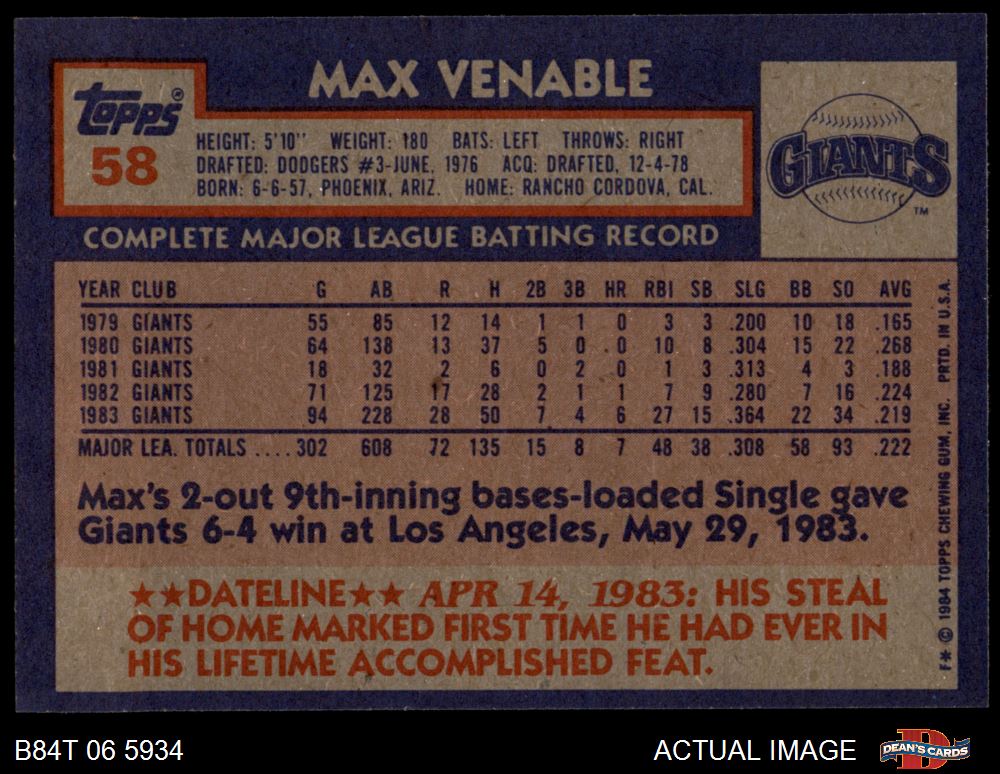 MAX VENABLE
Topps®
58
HEIGHT: 5'10" WEIGHT: 180 BATS: LEFT THROWS: RIGHT
DRAFTED: DODGERS #3-JUNE, 1976 ACQ: DRAFTED, 12-4-78
BORN: 6-6-57, PHOENIX, ARIZ. HOME: RANCHO CORDOVA, CAL.
GIANTS
TM
COMPLETE MAJOR LEAGUE BATTING RECORD
YEAR CLUB G AB R H 2B 3B HR RBI SB SLG BB SO AVG
1979 GIANTS 55 85 12 14 1 1 0 3 3 .200 10 18 .165
1980 GIANTS 64 138 13 37 5 0 0 10 8 .304 15 22 .268
1981 GIANTS 18 32 2 6 0 2 0 1 3 .313 4 3 .188
1982 GIANTS 71 125 17 28 2 1 1 7 9 .280 7 16 .224
1983 GIANTS 94 228 28 50 7 4 6 27 15 .364 22 34 .219
MAJOR LEA. TOTALS ....302 608 72 135 15 8 7 48 38 .308 58 93 .222
Max's 2-out 9th-inning bases-loaded Single gave
Giants 6-4 win at Los Angeles, May 29, 1983.
★★DATELINE★★ APR 14, 1983: HIS STEAL
OF HOME MARKED FIRST TIME HE HAD EVER IN
HIS LIFETIME ACCOMPLISHED FEAT.
F* © 1984 TOPPS CHEWING GUM, INC. PRTD. IN U.S.A.
B84T 06 5934
ACTUAL IMAGE
DEAN'S CARDS